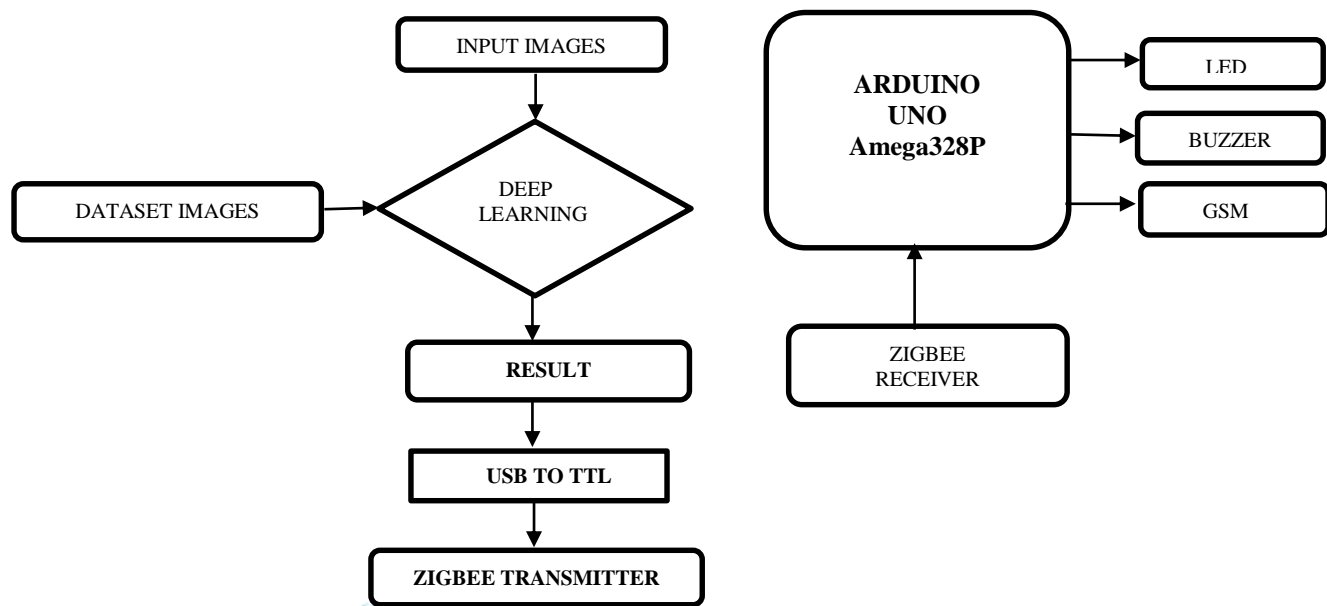 INPUT IMAGES
DEEP
LEARNING
DATASET IMAGES
RESULT
USB TO TTL
ZIGBEE TRANSMITTER
ARDUINO
UNO
Amega328P
LED
BUZZER
GSM
ZIGBEE
RECEIVER